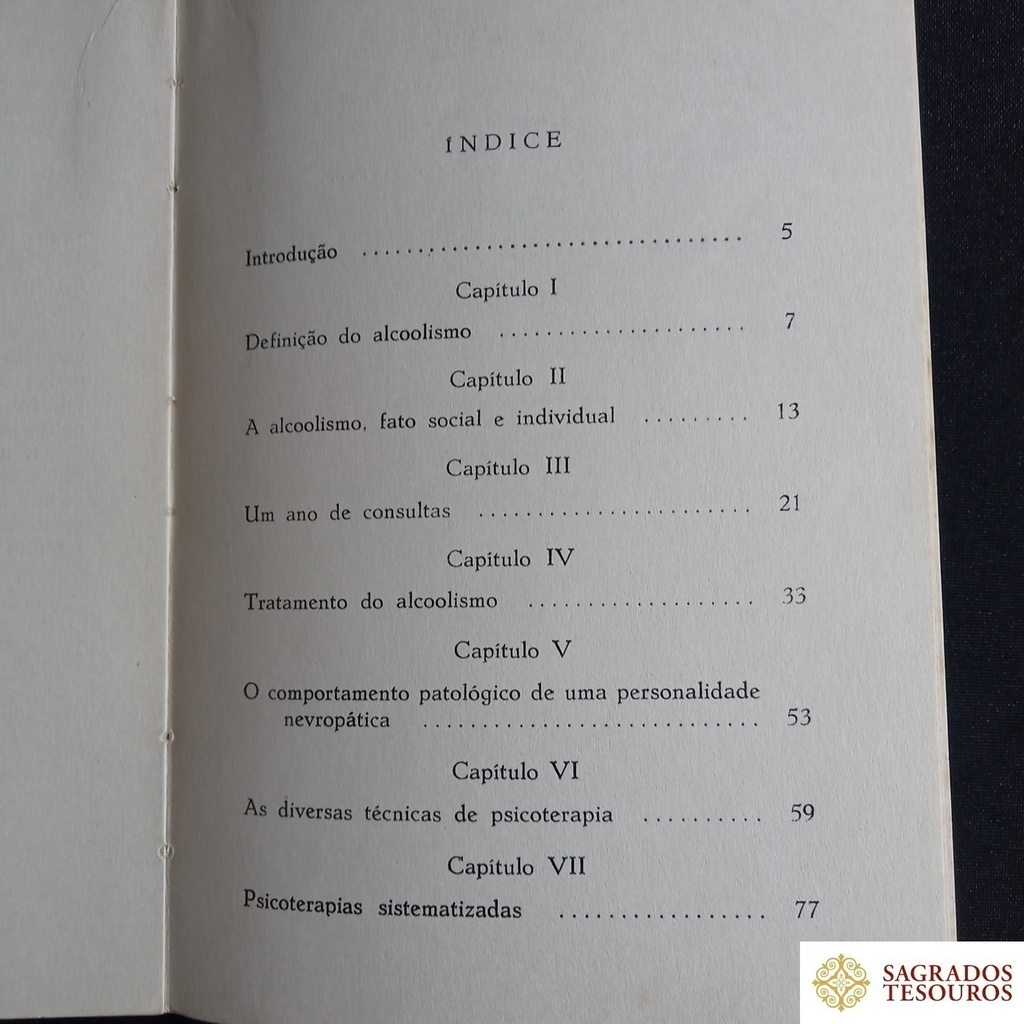 ÍNDICE
Introdução .................................. 5
Capítulo I
Definição do alcoolismo ..................... 7
Capítulo II
A alcoolismo, fato social e individual ......... 13
Capítulo III
Um ano de consultas ....................... 21
Capítulo IV
Tratamento do alcoolismo ................... 33
Capítulo V
O comportamento patológico de uma personalidade
nevropática ............................ 53
Capítulo VI
As diversas técnicas de psicoterapia .......... 59
Capítulo VII
Psicoterapias sistematizadas ................. 77
SAGRADOS
TESOUROS